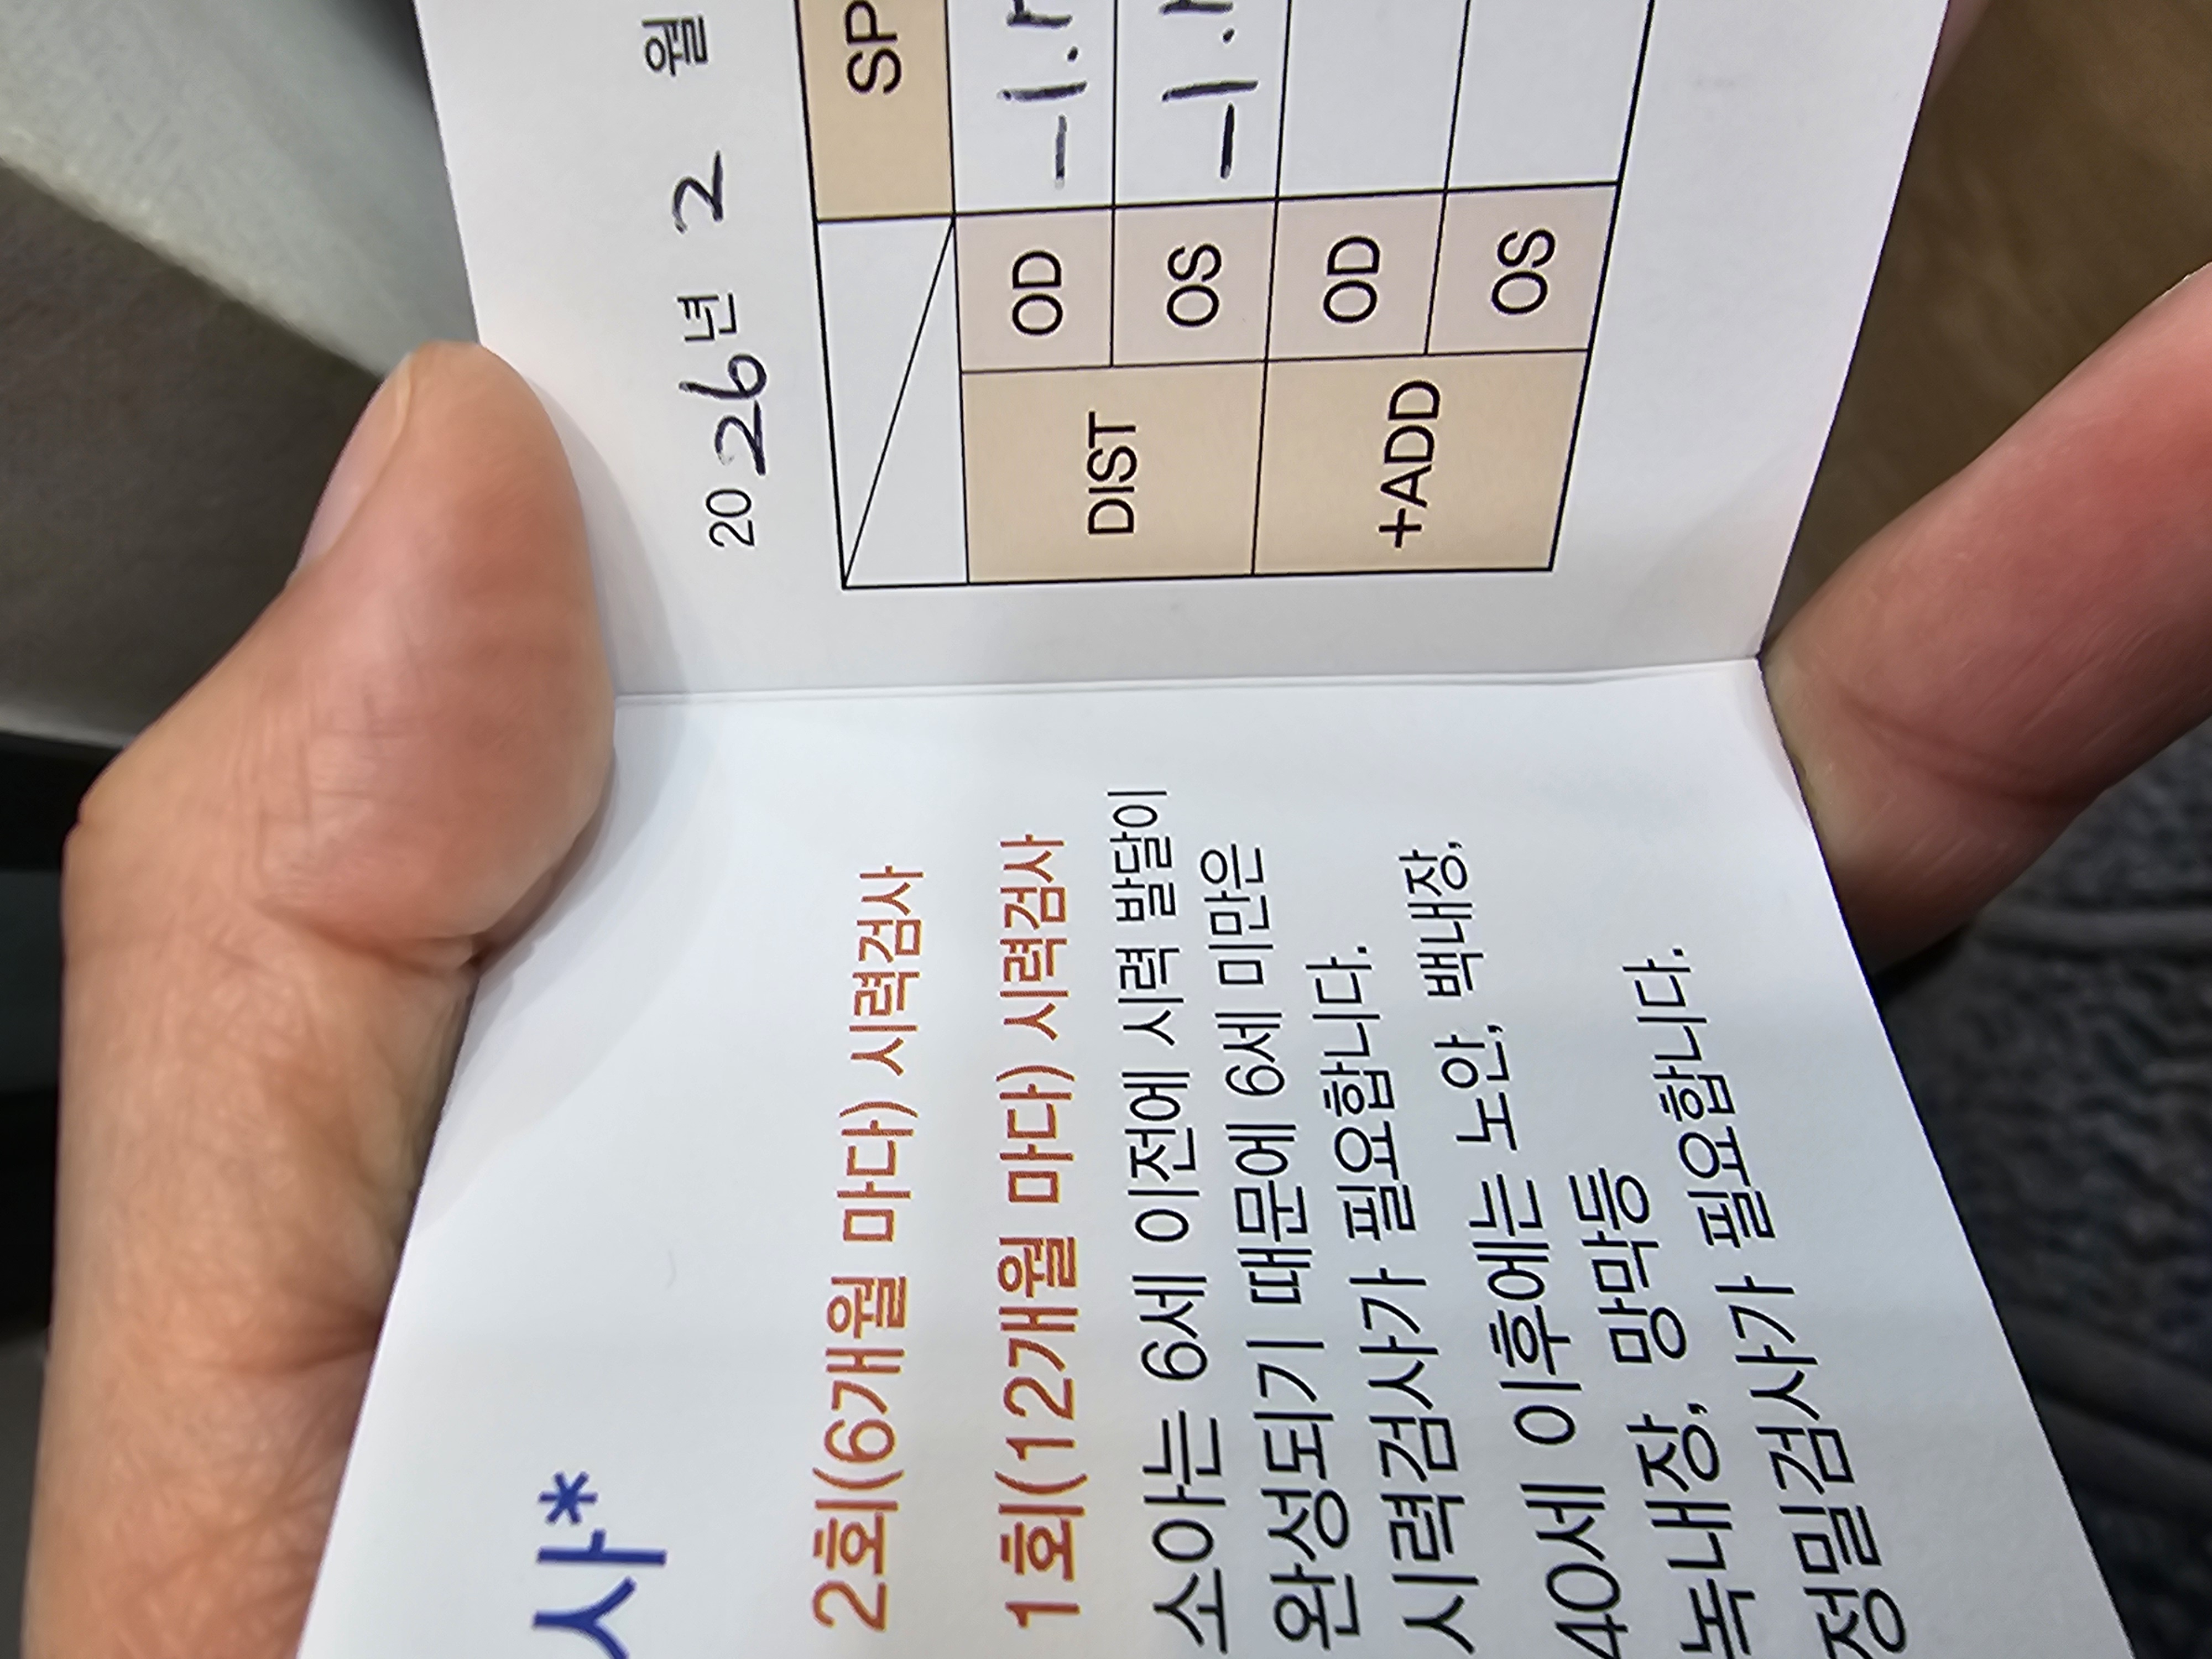 사*
2회(6개월 마다) 시력검사
1회(12개월 마다) 시력검사
소아는 6세 이전에 시력 발달이
완성되기 때문에 6세 미만은
시력검사가 필요합니다.
40세 이후에는 노안, 백내장,
녹내장, 망막등
정밀검사가 필요합니다.
2026년 2 월
SP
DIST
OD -1.
OS -1.
+ADD
OD
OS